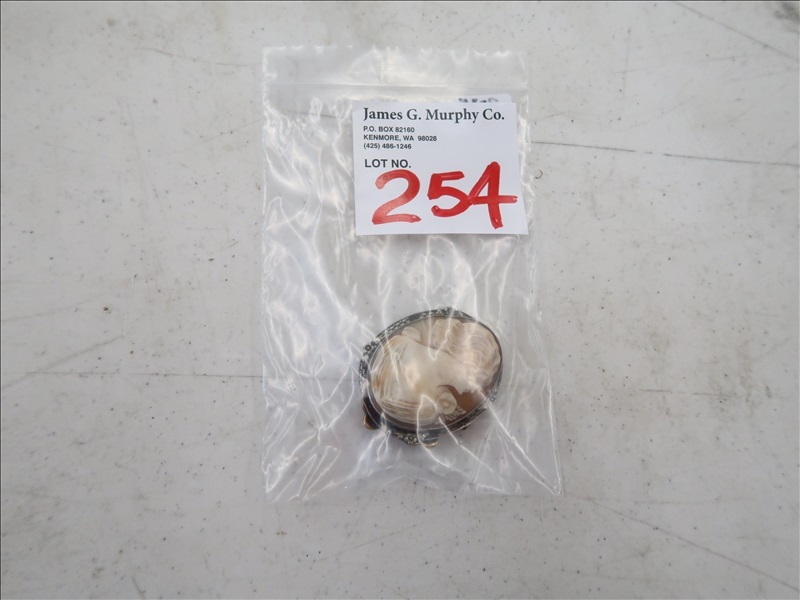 James G. Murphy Co.
P.O. BOX 82160
KENMORE, WA 98028
(425) 486-1246
LOT NO.
254